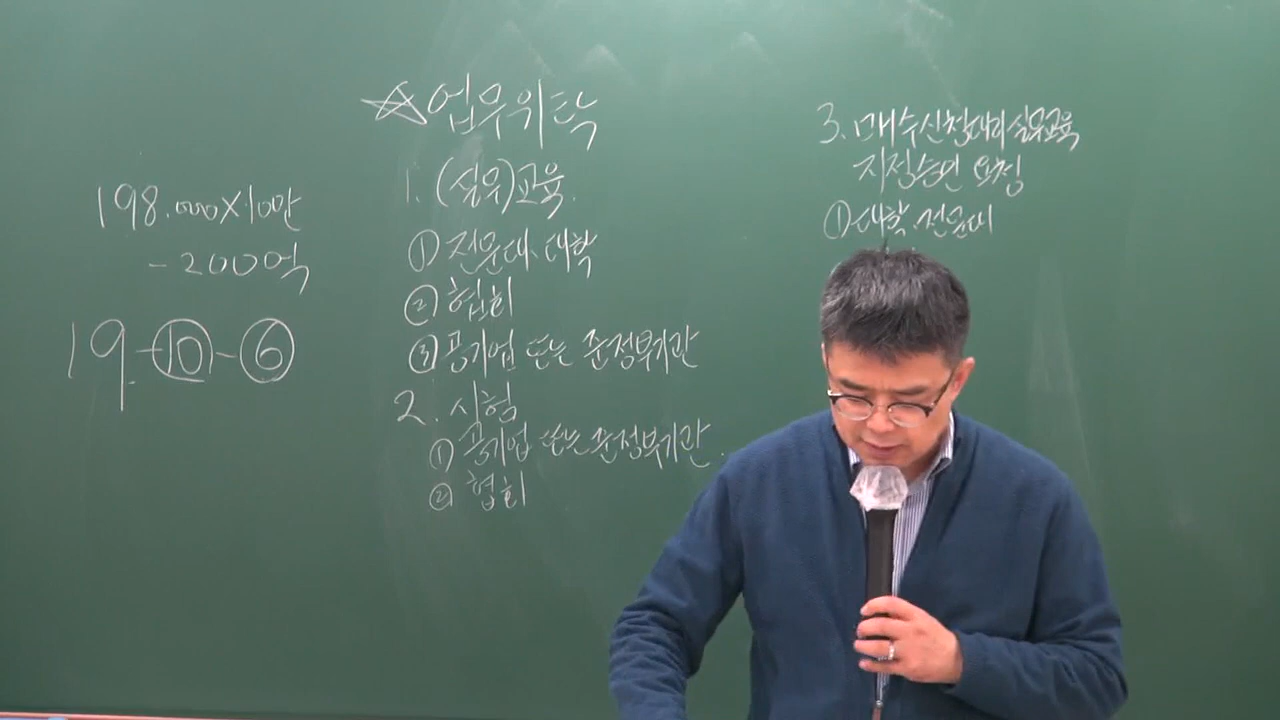 198.000×10만
-200억
19-⑩-⑥
☆업무위탁
1. (실무)교육.
① 전문대·대학
② 협회
③ 공기업 또는 준정부기관
2. 시험
① 공기업 또는 준정부기관.
② 협회
3. 매수신청대리 실무교육
지정승인 요청
① 대학·전문대